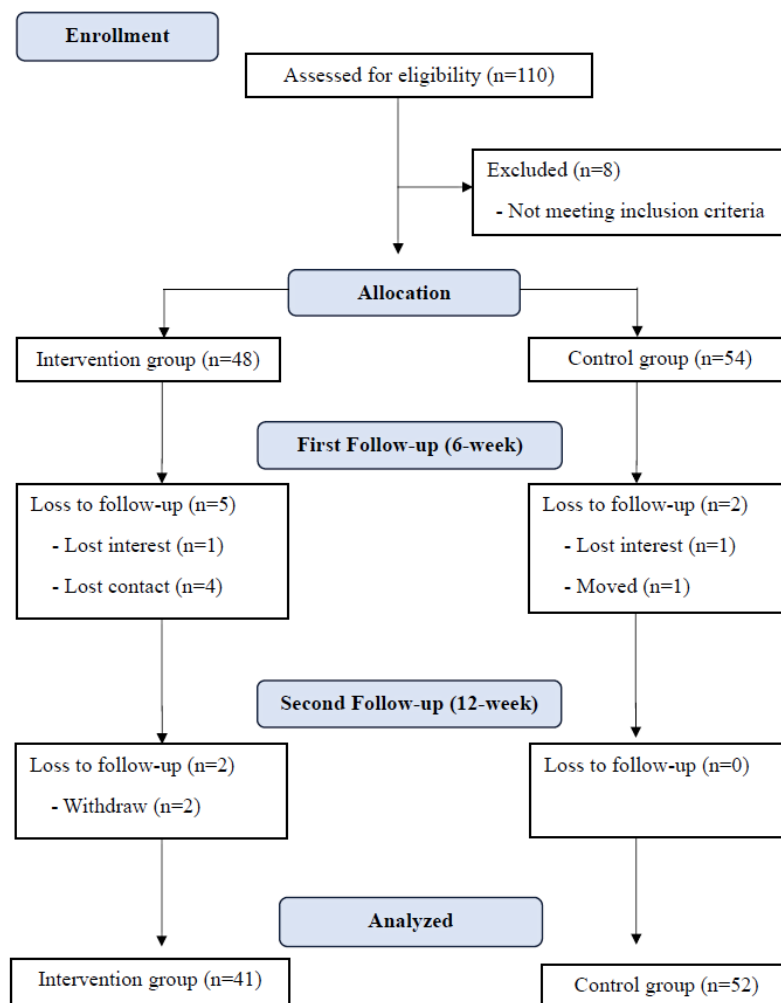 Enrollment
Assessed for eligibility (n=110)
Excluded (n=8)
- Not meeting inclusion criteria
Allocation
Intervention group (n=48)
Control group (n=54)
First Follow-up (6-week)
Loss to follow-up (n=5)
- Lost interest (n=1)
- Lost contact (n=4)
Loss to follow-up (n=2)
- Lost interest (n=1)
- Moved (n=1)
Second Follow-up (12-week)
Loss to follow-up (n=2)
- Withdraw (n=2)
Loss to follow-up (n=0)
Analyzed
Intervention group (n=41)
Control group (n=52)